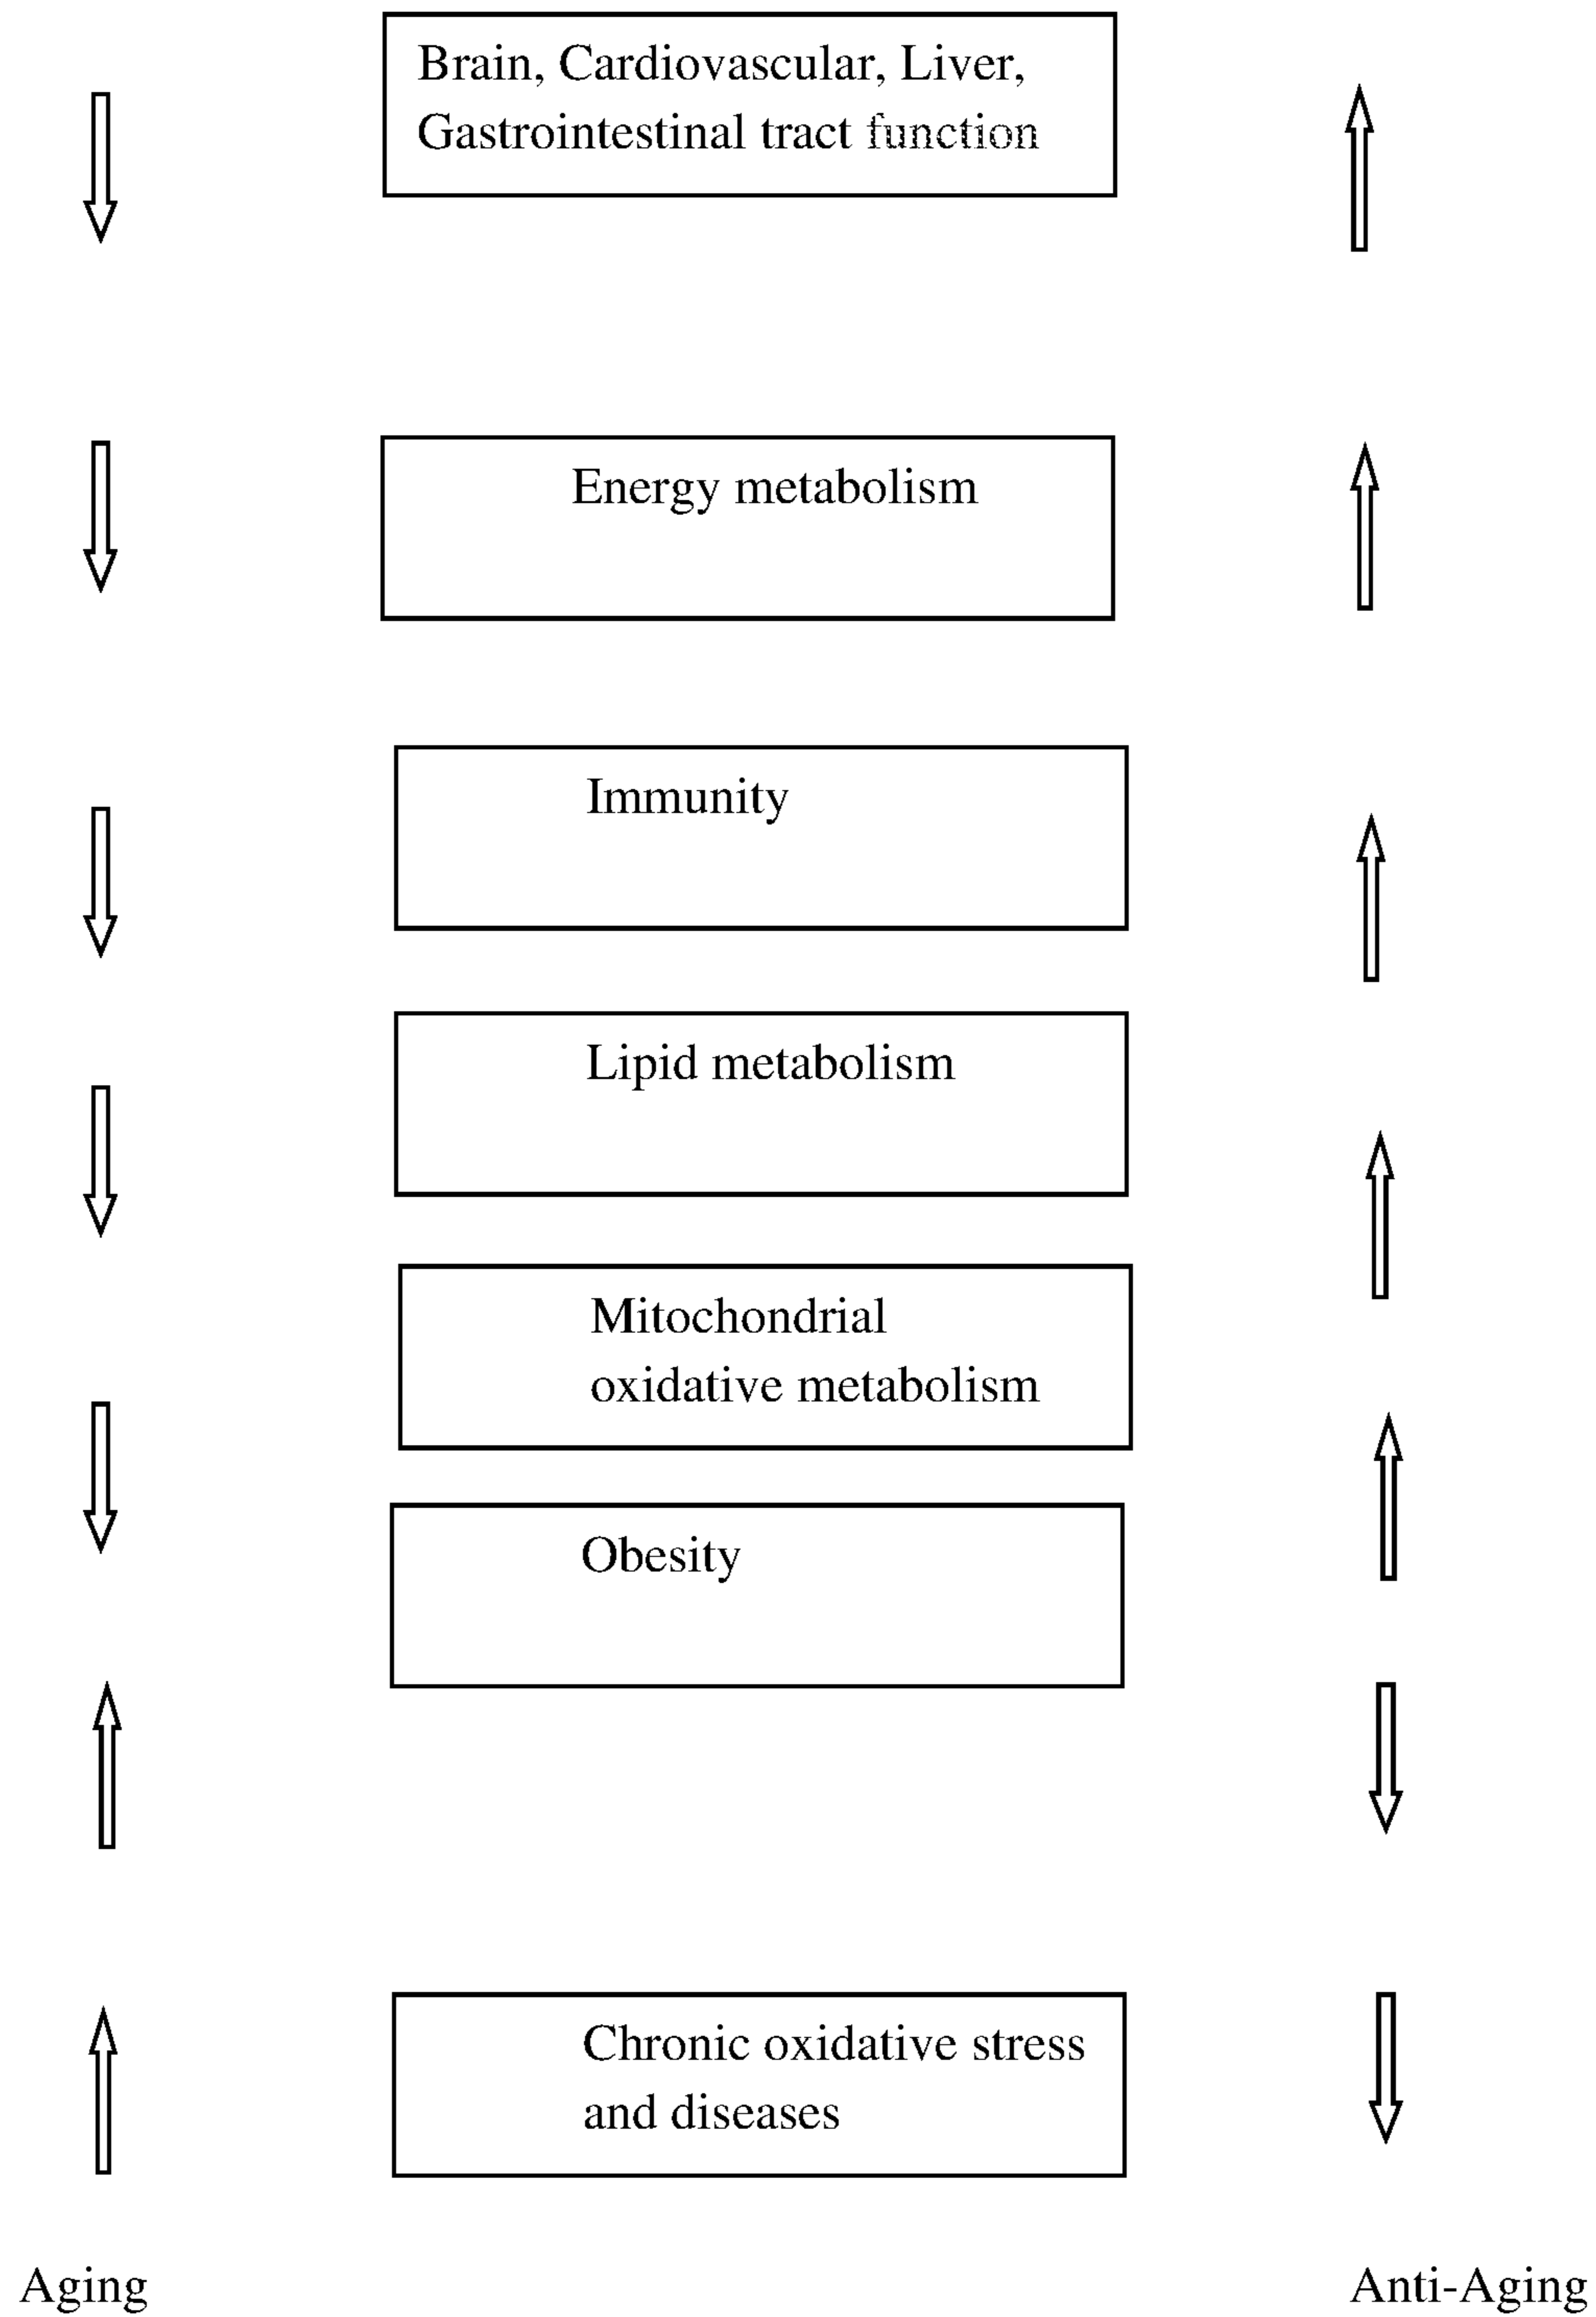 Brain, Cardiovascular, Liver,
Gastrointestinal tract function
Energy metabolism
Immunity
Lipid metabolism
Mitochondrial
oxidative metabolism
Obesity
Chronic oxidative stress
and diseases
Aging
Anti-Aging